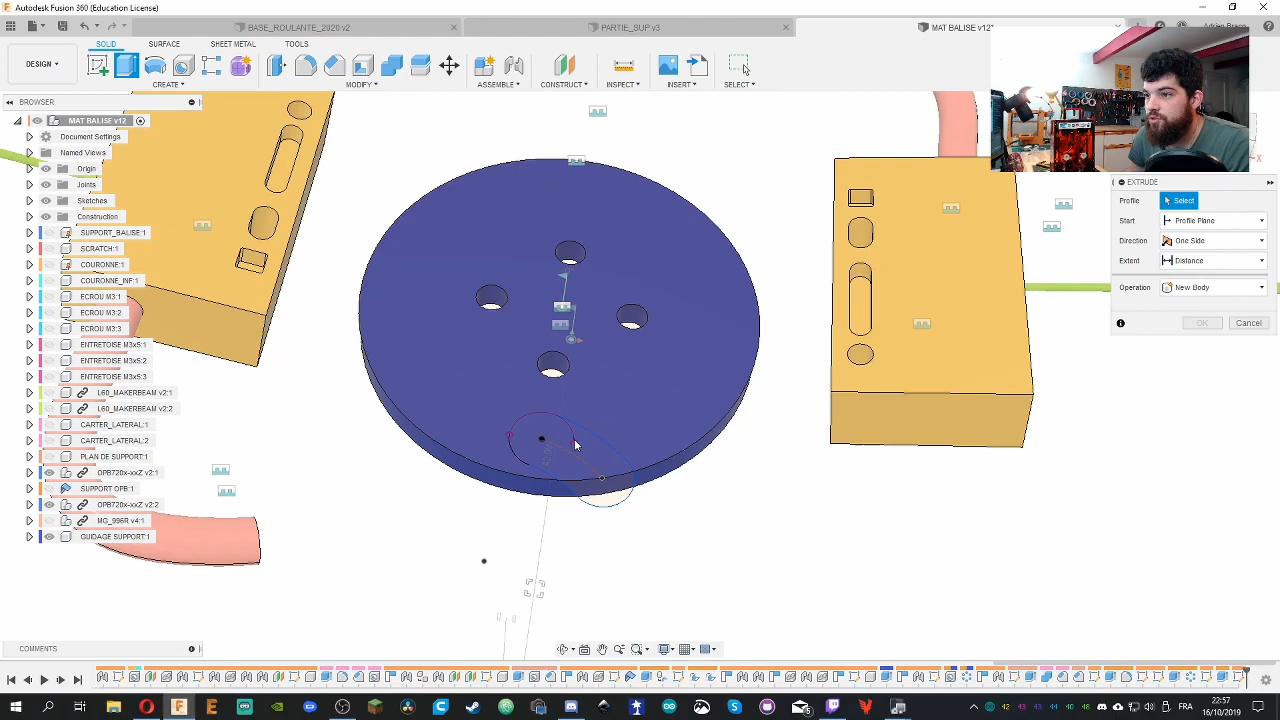 Autodesk Fusion 360 (Education License)
BASE_ROULANTE_2020 v2
PARTIE_SUP v3
MAT BALISE v12*
SOLID
SURFACE
SHEET METAL
TOOLS
DESIGN
CREATE
MODIFY
ASSEMBLE
CONSTRUCT
INSPECT
INSERT
SELECT
BROWSER
MAT BALISE v12
Document Settings
Named Views
Origin
Joints
Sketches
Construction
SUPPORT_BALISE:1
SCRATCH:1
COURONNE:1
COURONNE_INF:1
ECROU M3:1
ECROU M3:2
ECROU M3:3
ENTRETOISE M3x5:1
ENTRETOISE M3x5:2
ENTRETOISE M3x5:3
L60_MAKERBEAM v2:1
L60_MAKERBEAM v2:2
CARTER_LATERAL:1
CARTER_LATERAL:2
PLAN DE SUPPORT:1
OPB720x-xxZ v2:1
SUPPORT OPB:1
OPB720x-xxZ v2:2
MG_996R v4:1
GUIDAGE SUPPORT:1
EXTRUDE
Profile
Select
Start
Profile Plane
Direction
One Side
Extent
Distance
Operation
New Body
OK
Cancel
COMMENTS
42
43
44
40
48
FR
22:57
16/10/2019